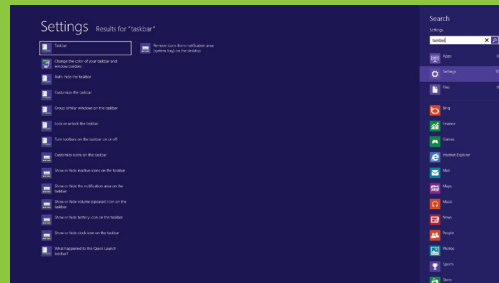 Settings Results for "taskbar"
Taskbar
Change the color of your taskbar and
window borders
Auto-hide the taskbar
Customize the taskbar
Group similar windows on the taskbar
Lock or unlock the taskbar
Turn toolbars on the taskbar on or off
Customize icons on the taskbar
Show or hide inactive icons on the taskbar
Show or hide the notification area on the
taskbar
Show or hide volume (speaker) icon on the
taskbar
Show or hide battery icon on the taskbar
Show or hide clock icon on the taskbar
What happened to the Quick Launch
toolbar?
Remove icons from notification area
(system tray) on the desktop
Search
Settings
taskbar
Apps
Settings
Files
Bing
Finance
Games
Internet Explorer
Mail
Maps
Music
News
People
Photos
Sports
Store